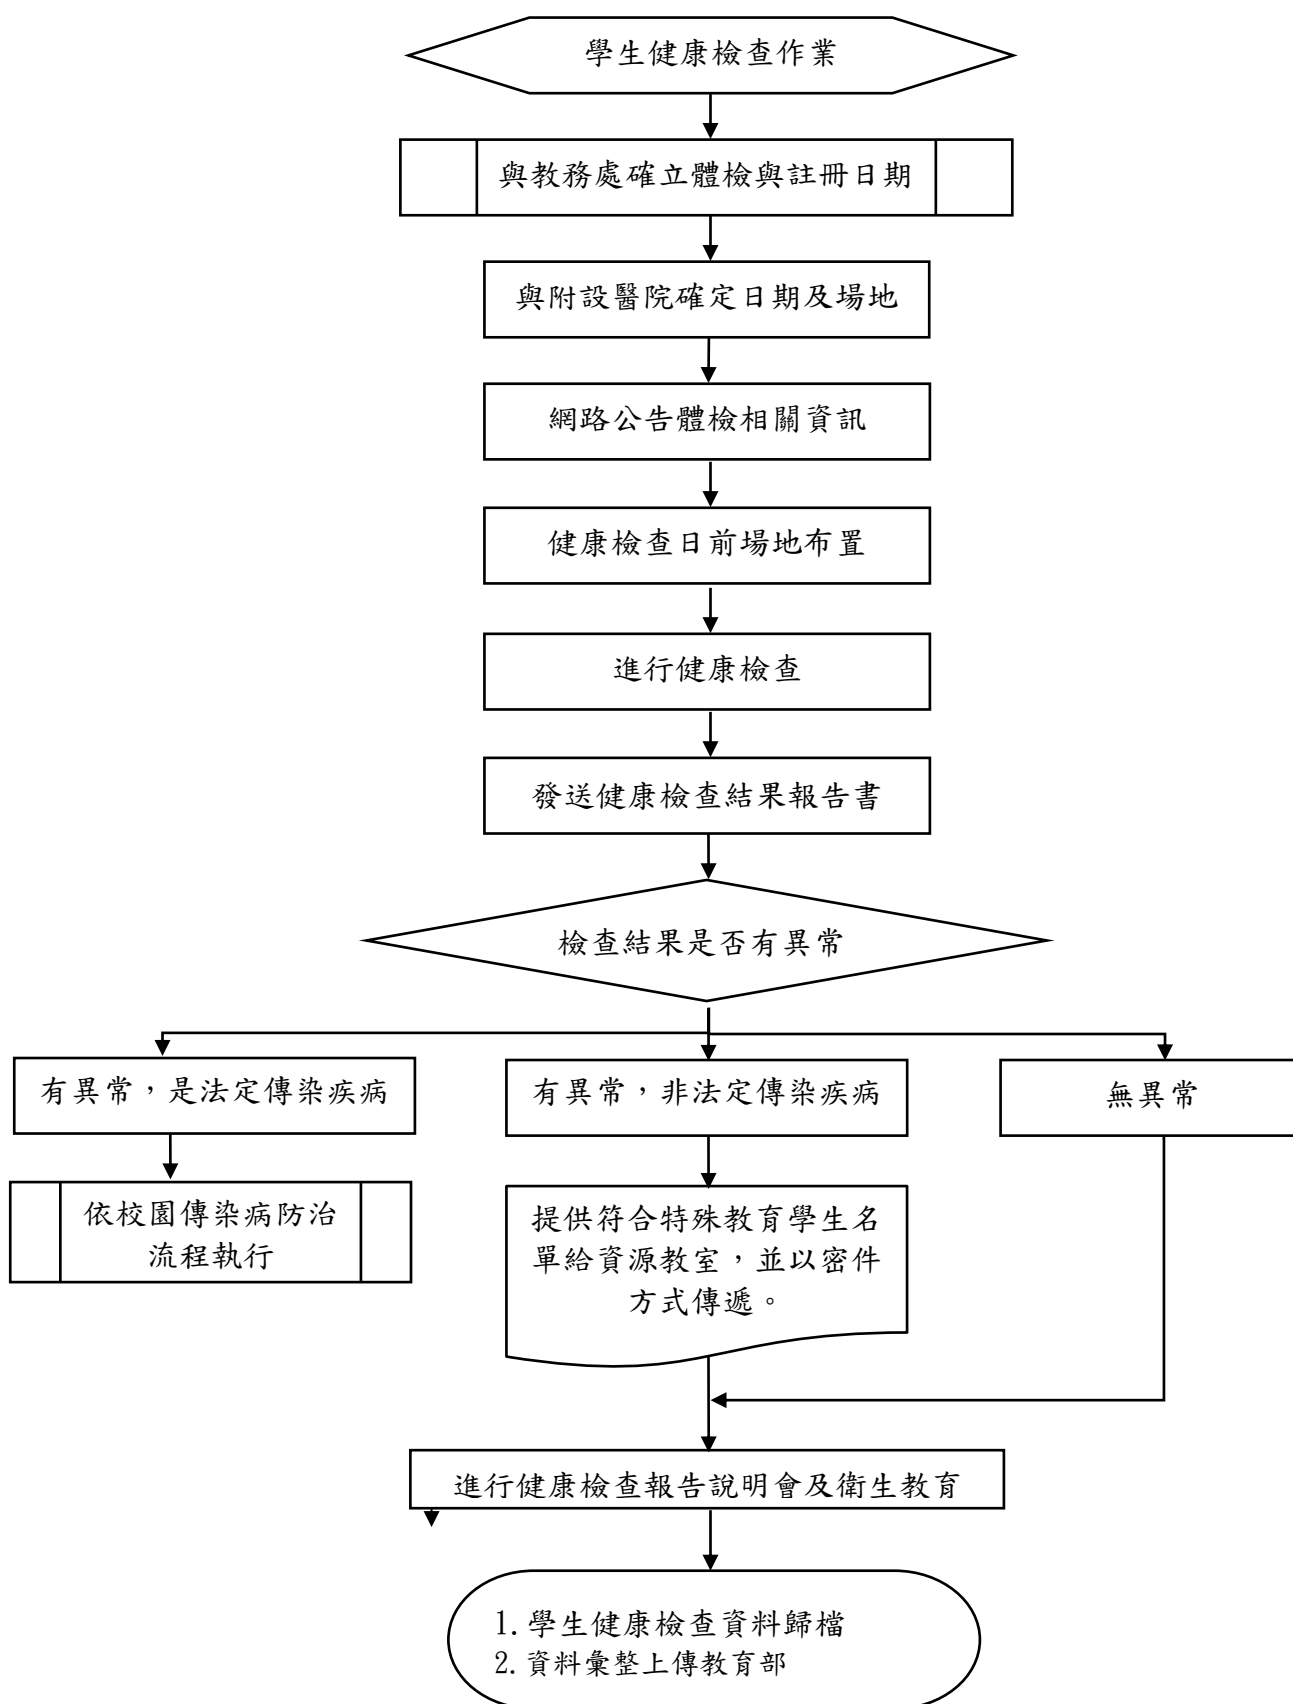 學生健康檢查作業
與教務處確立體檢與註冊日期
與附設醫院確定日期及場地
網路公告體檢相關資訊
健康檢查日前場地布置
進行健康檢查
發送健康檢查結果報告書
檢查結果是否有異常
有異常，是法定傳染疾病
有異常，非法定傳染疾病
無異常
依校園傳染病防治
流程執行
提供符合特殊教育學生名
單給資源教室，並以密件
方式傳遞。
進行健康檢查報告說明會及衛生教育
1. 學生健康檢查資料歸檔
2. 資料彙整上傳教育部